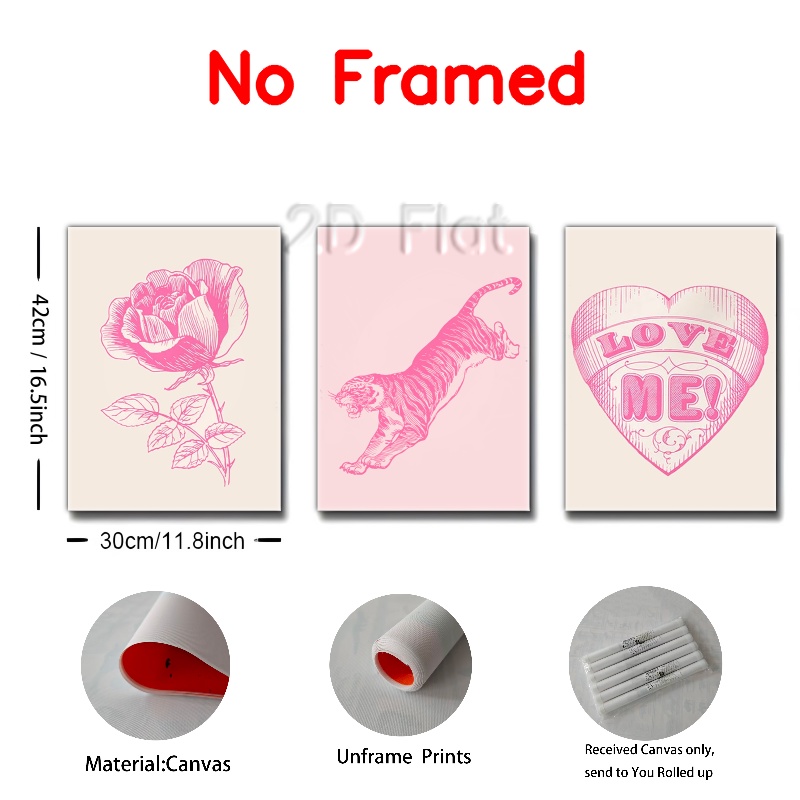 No Framed
2D Flat
42cm / 16.5inch
LOVE
ME!
30cm/11.8inch
Material:Canvas
Unframe Prints
Received Canvas only,
send to You Rolled up